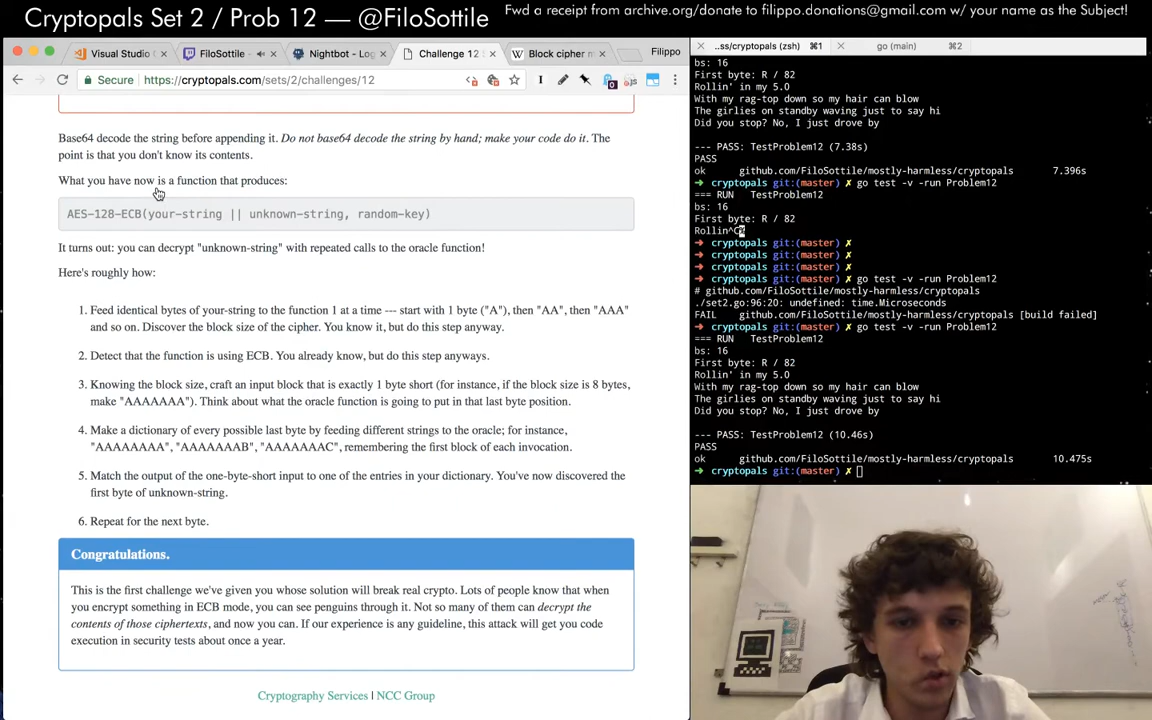 Cryptopals Set 2 / Prob 12 — @FiloSottile
Fwd a receipt from archive.org/donate to filippo.donations@gmail.com w/ your name as the Subject!
Visual Studio
FiloSottile -
Nightbot - Log
Challenge 12
Block cipher m
Filippo
Secure
https://cryptopals.com/sets/2/challenges/12
Base64 decode the string before appending it. Do not base64 decode the string by hand; make your code do it. The
point is that you don't know its contents.
What you have now is a function that produces:
AES-128-ECB(your-string || unknown-string, random-key)
It turns out: you can decrypt "unknown-string" with repeated calls to the oracle function!
Here's roughly how:
1. Feed identical bytes of your-string to the function 1 at a time --- start with 1 byte ("A"), then "AA", then "AAA"
and so on. Discover the block size of the cipher. You know it, but do this step anyway.
2. Detect that the function is using ECB. You already know, but do this step anyways.
3. Knowing the block size, craft an input block that is exactly 1 byte short (for instance, if the block size is 8 bytes,
make "AAAAAAA"). Think about what the oracle function is going to put in that last byte position.
4. Make a dictionary of every possible last byte by feeding different strings to the oracle; for instance,
"AAAAAAAA", "AAAAAAAB", "AAAAAAAC", remembering the first block of each invocation.
5. Match the output of the one-byte-short input to one of the entries in your dictionary. You've now discovered the
first byte of unknown-string.
6. Repeat for the next byte.
Congratulations.
This is the first challenge we've given you whose solution will break real crypto. Lots of people know that when
you encrypt something in ECB mode, you can see penguins through it. Not so many of them can decrypt the
contents of those ciphertexts, and now you can. If our experience is any guideline, this attack will get you code
execution in security tests about once a year.
Cryptography Services | NCC Group
..ss/cryptopals (zsh) ⌘1
go (main) ⌘2
bs: 16
First byte: R / 82
Rollin' in my 5.0
With my rag-top down so my hair can blow
The girlies on standby waving just to say hi
Did you stop? No, I just drove by
--- PASS: TestProblem12 (7.38s)
PASS
ok github.com/FiloSottile/mostly-harmless/cryptopals 7.396s
➜ cryptopals git:(master) ✗ go test -v -run Problem12
=== RUN TestProblem12
bs: 16
First byte: R / 82
Rollin^C
➜ cryptopals git:(master) ✗
➜ cryptopals git:(master) ✗
➜ cryptopals git:(master) ✗
➜ cryptopals git:(master) ✗ go test -v -run Problem12
# github.com/FiloSottile/mostly-harmless/cryptopals
./set2.go:96:20: undefined: time.Microseconds
FAIL github.com/FiloSottile/mostly-harmless/cryptopals [build failed]
➜ cryptopals git:(master) ✗ go test -v -run Problem12
=== RUN TestProblem12
bs: 16
First byte: R / 82
Rollin' in my 5.0
With my rag-top down so my hair can blow
The girlies on standby waving just to say hi
Did you stop? No, I just drove by
--- PASS: TestProblem12 (10.46s)
PASS
ok github.com/FiloSottile/mostly-harmless/cryptopals 10.475s
➜ cryptopals git:(master) ✗